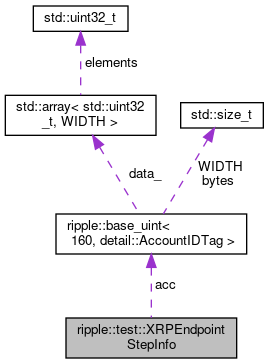 std::uint32_t
elements
std::array< std::uint32
_t, WIDTH >
std::size_t
data_
WIDTH
bytes
ripple::base_uint<
160, detail::AccountIDTag >
acc
ripple::test::XRPEndpoint
StepInfo